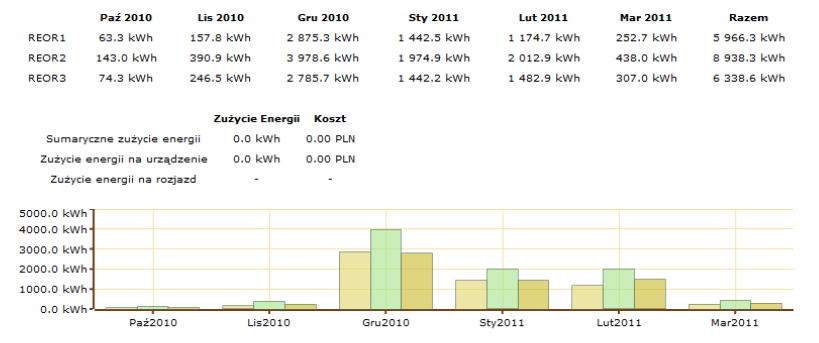 Paź 2010 Lis 2010 Gru 2010 Sty 2011 Lut 2011 Mar 2011 Razem
REOR1 63.3 kWh 157.8 kWh 2 875.3 kWh 1 442.5 kWh 1 174.7 kWh 252.7 kWh 5 966.3 kWh
REOR2 143.0 kWh 390.9 kWh 3 978.6 kWh 1 974.9 kWh 2 012.9 kWh 438.0 kWh 8 938.3 kWh
REOR3 74.3 kWh 246.5 kWh 2 785.7 kWh 1 442.2 kWh 1 482.9 kWh 307.0 kWh 6 338.6 kWh
Zużycie Energii Koszt
Sumaryczne zużycie energii 0.0 kWh 0.00 PLN
Zużycie energii na urządzenie 0.0 kWh 0.00 PLN
Zużycie energii na rozjazd - -
5000.0 kWh
4000.0 kWh
3000.0 kWh
2000.0 kWh
1000.0 kWh
0.0 kWh
Paź2010 Lis2010 Gru2010 Sty2011 Lut2011 Mar2011